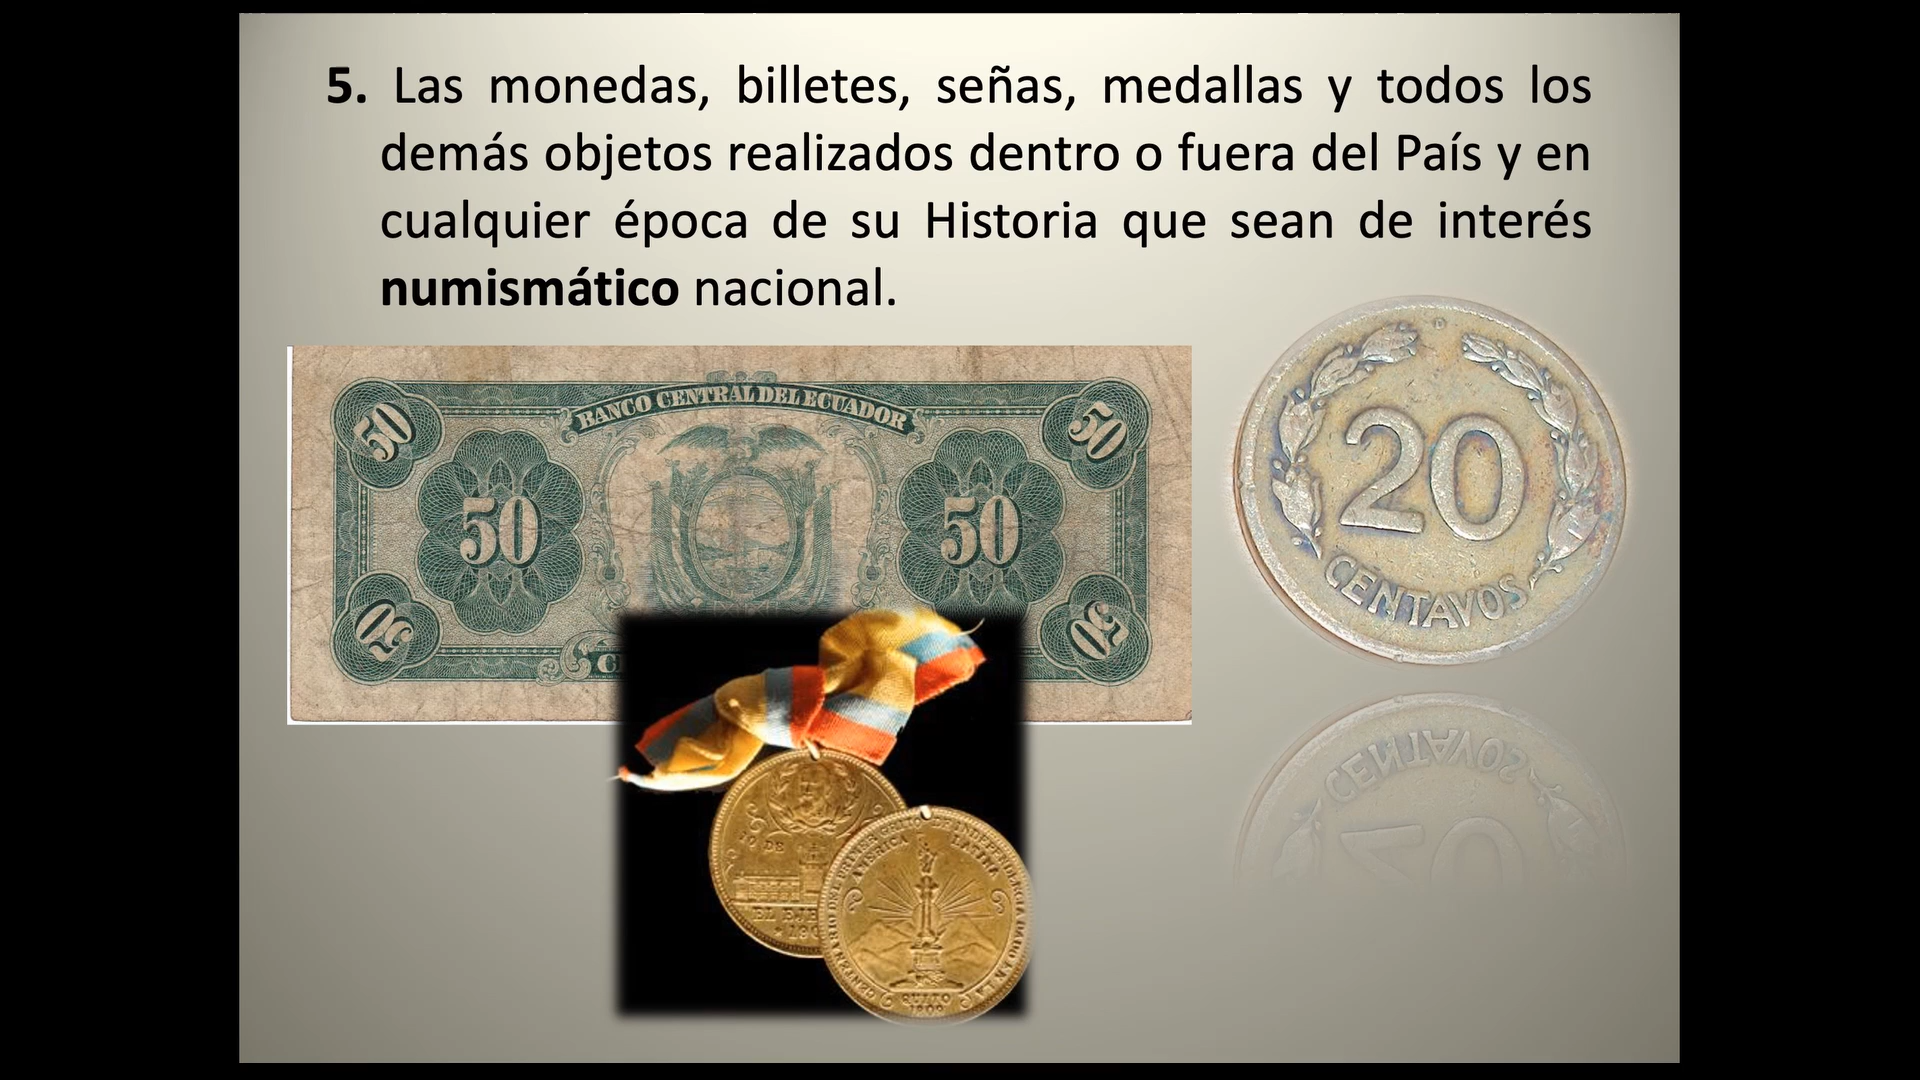 5. Las monedas, billetes, señas, medallas y todos los
demás objetos realizados dentro o fuera del País y en
cualquier época de su Historia que sean de interés
numismático nacional.
50
BANCO CENTRAL DEL ECUADOR
50
50
50
50
50
20
CENTAVOS
AMERICA LATINA
QUITO
1909